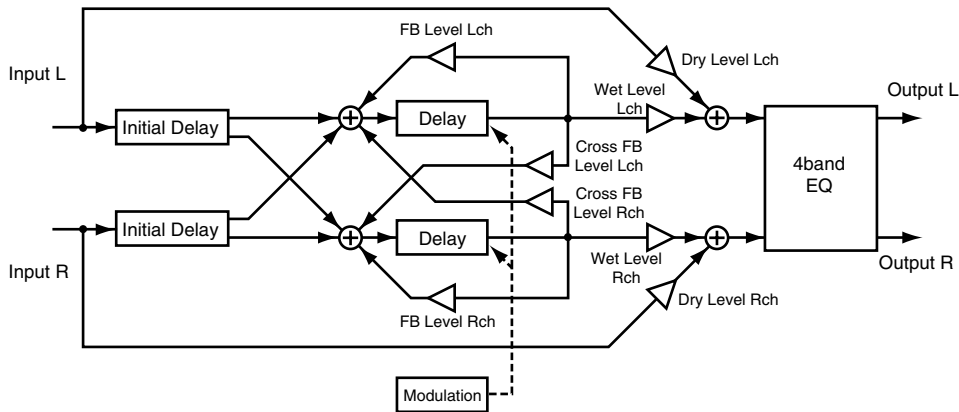 FB Level Lch
Dry Level Lch
Input L
Wet Level
Lch
Output L
Initial Delay
Delay
Cross FB
Level Lch
4band
EQ
Cross FB
Level Rch
Initial Delay
Delay
Input R
Wet Level
Rch
Output R
Dry Level Rch
FB Level Rch
Modulation